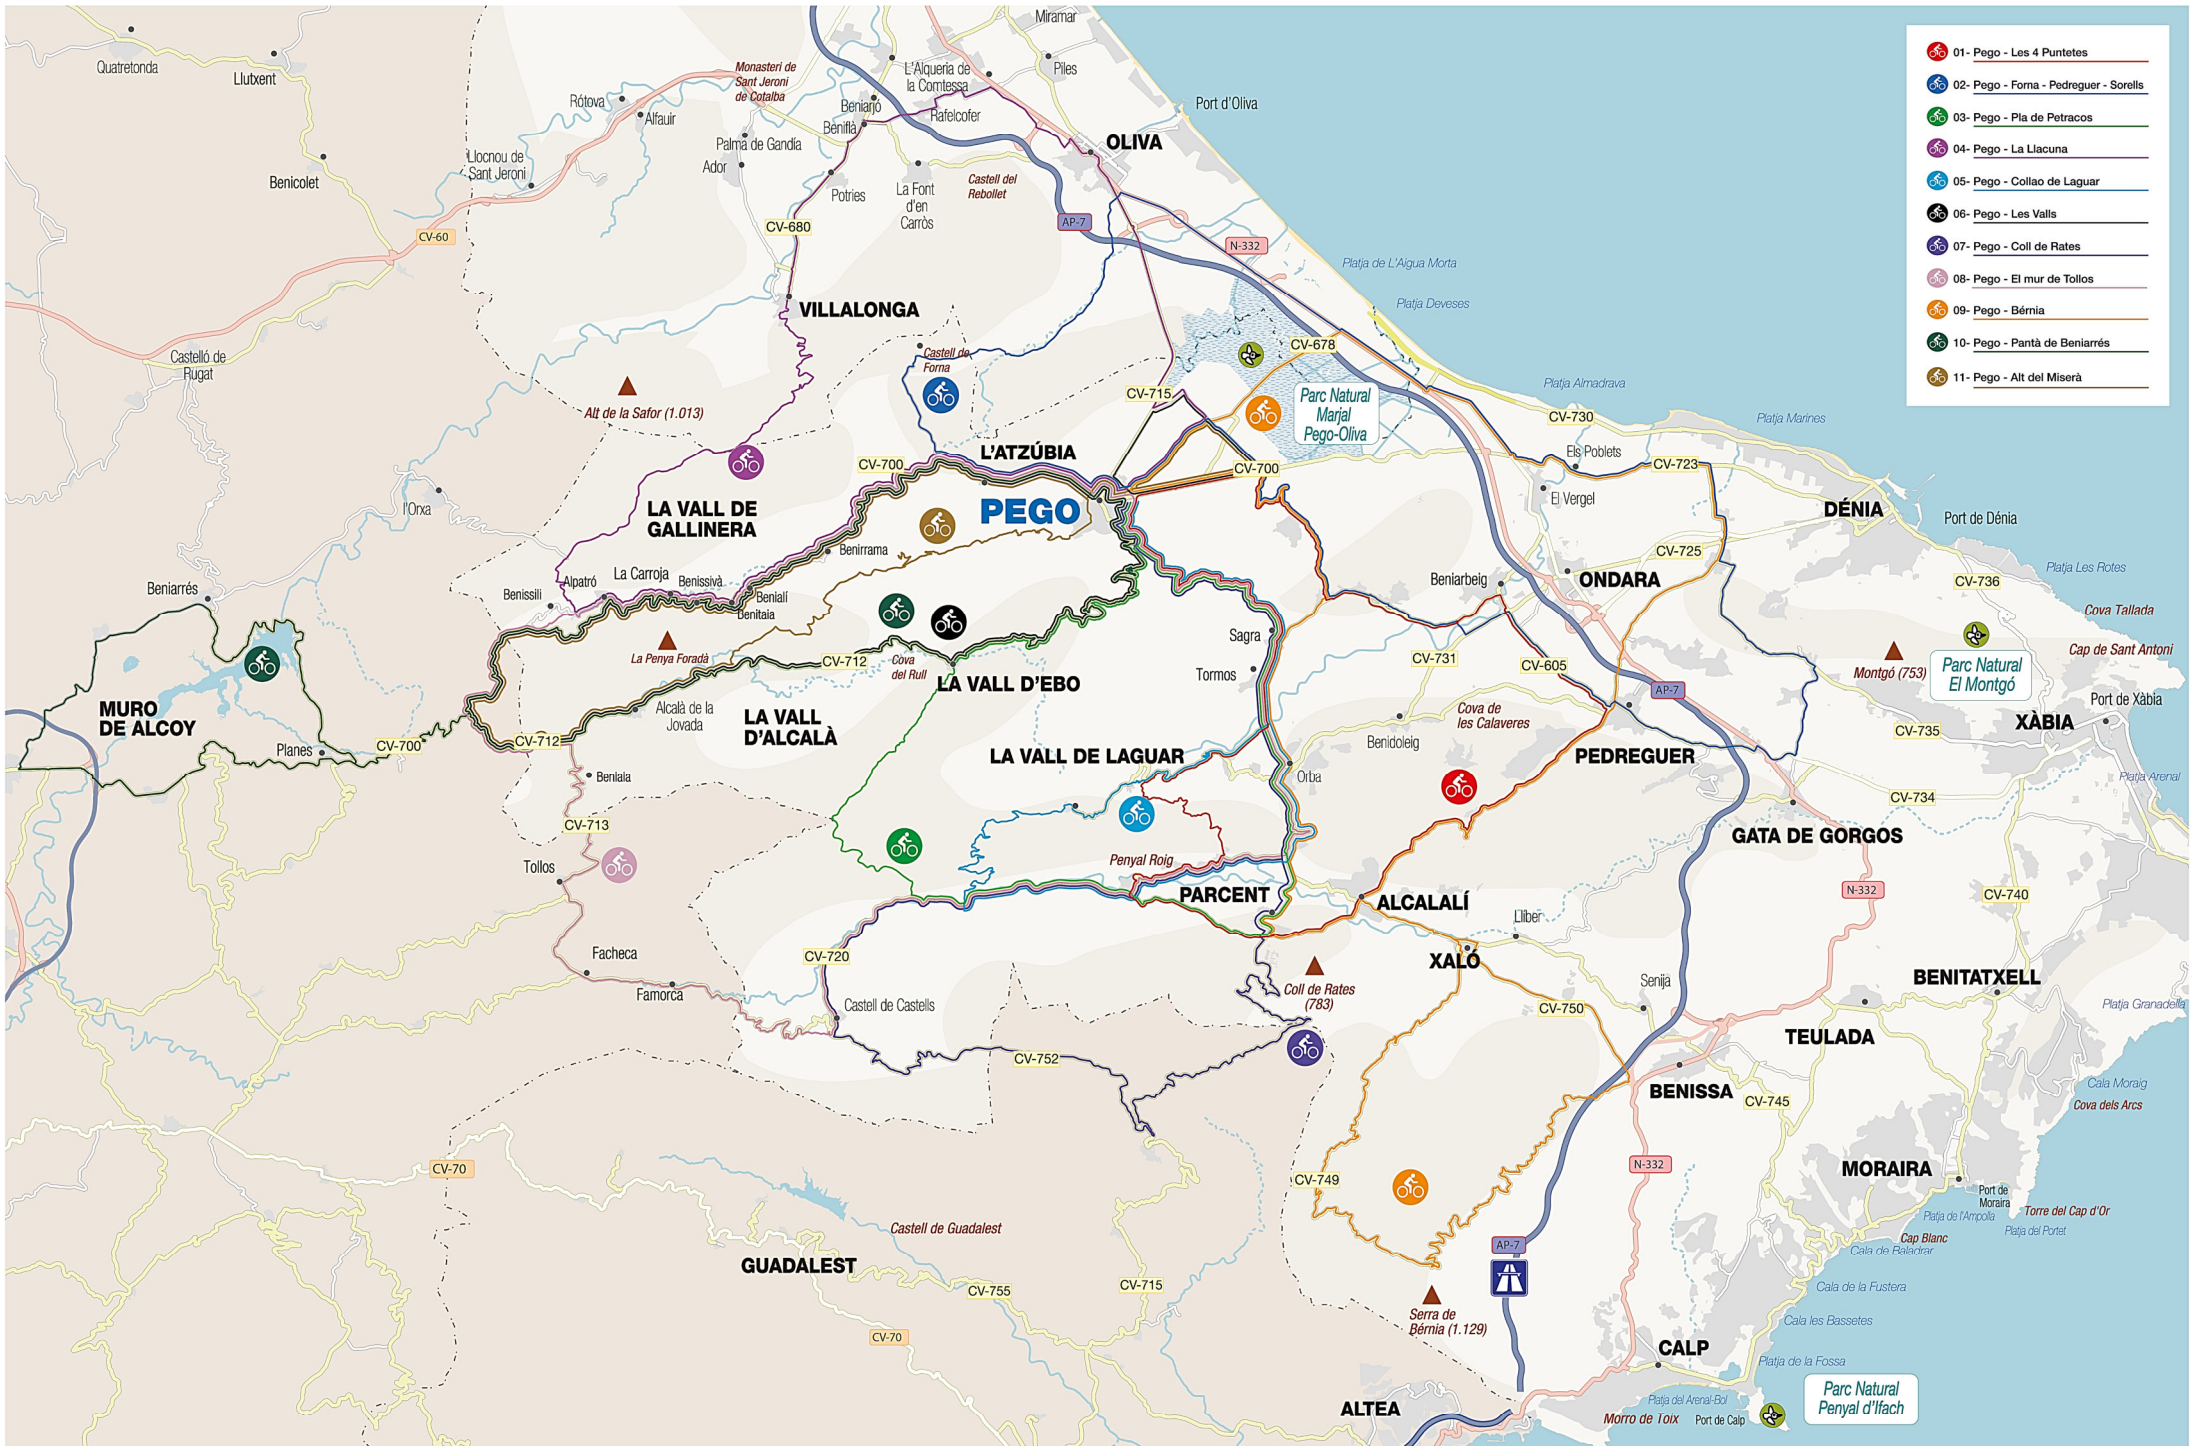 01- Pego - Les 4 Puntetes
02- Pego - Forna - Pedreguer - Sorells
03- Pego - Pla de Petracos
04- Pego - La Llacuna
05- Pego - Collao de Laguar
06- Pego - Les Valls
07- Pego - Coll de Rates
08- Pego - El mur de Tollos
09- Pego - Bérnia
10- Pego - Pantà de Beniarrés
11- Pego - Alt del Miserà
Miramar
Quatretonda
Llutxent
Monasteri de
Sant Jeroni
de Cotalba
L'Alqueria de
la Comtessa
Piles
Rótova
Alfauir
Beniarjó
Beniflà
Rafelcofer
Port d'Oliva
OLIVA
Palma de Gandía
Ador
Llocnou de
Sant Jeroni
Benicolet
Potries
La Font
d'en
Carròs
Castell del
Rebollet
AP-7
CV-680
CV-60
N-332
Platja de L'Aigua Morta
Platja Deveses
VILLALONGA
Castell de
Forna
CV-678
Castelló de
Rugat
Alt de la Safor (1.013)
CV-715
Parc Natural
Marjal
Pego-Oliva
Platja Almadrava
CV-730
Platja Marines
L'ATZÚBIA
CV-700
CV-700
Els Poblets
CV-723
El Vergel
l'Orxa
LA VALL DE
GALLINERA
PEGO
DÉNIA
Port de Dénia
Benirrama
CV-725
Platja Les Rotes
Beniarrés
Benissili
Alpatró
La Carroja
Benissivà
Benialí
Benitaia
Beniarbeig
ONDARA
CV-736
Cova Tallada
Sagra
Tormos
La Penya Foradà
CV-712
Cova
del Rull
LA VALL D'EBO
CV-731
CV-605
Montgó (753)
Parc Natural
El Montgó
Cap de Sant Antoni
AP-7
Port de Xàbia
XÀBIA
MURO
DE ALCOY
Alcalà de la
Jovada
LA VALL
D'ALCALÀ
Cova de
les Calaveres
Benidoleig
CV-735
Planes
CV-700
CV-712
LA VALL DE LAGUAR
PEDREGUER
Orba
Beniaia
Platja Arenal
CV-734
CV-713
GATA DE GORGOS
Tollos
Penyal Roig
PARCENT
ALCALALÍ
N-332
CV-740
Llíber
Facheca
CV-720
XALÓ
Famorca
Castell de Castells
Coll de Rates
(783)
Senija
CV-750
BENITATXELL
Platja Granadella
TEULADA
CV-752
BENISSA
CV-745
Cala Moraig
Cova dels Arcs
CV-70
CV-749
N-332
MORAIRA
Port de
Moraira
Platja de l'Ampolla
Torre del Cap d'Or
Platja del Portet
Cap Blanc
Cala de Baladrar
Castell de Guadalest
GUADALEST
AP-7
CV-755
CV-715
Cala de la Fustera
Serra de
Bérnia (1.129)
Cala les Bassetes
CV-70
CALP
Platja de la Fossa
Parc Natural
Penyal d'Ifach
ALTEA
Platja del Arenal-Bol
Morro de Toix
Port de Calp